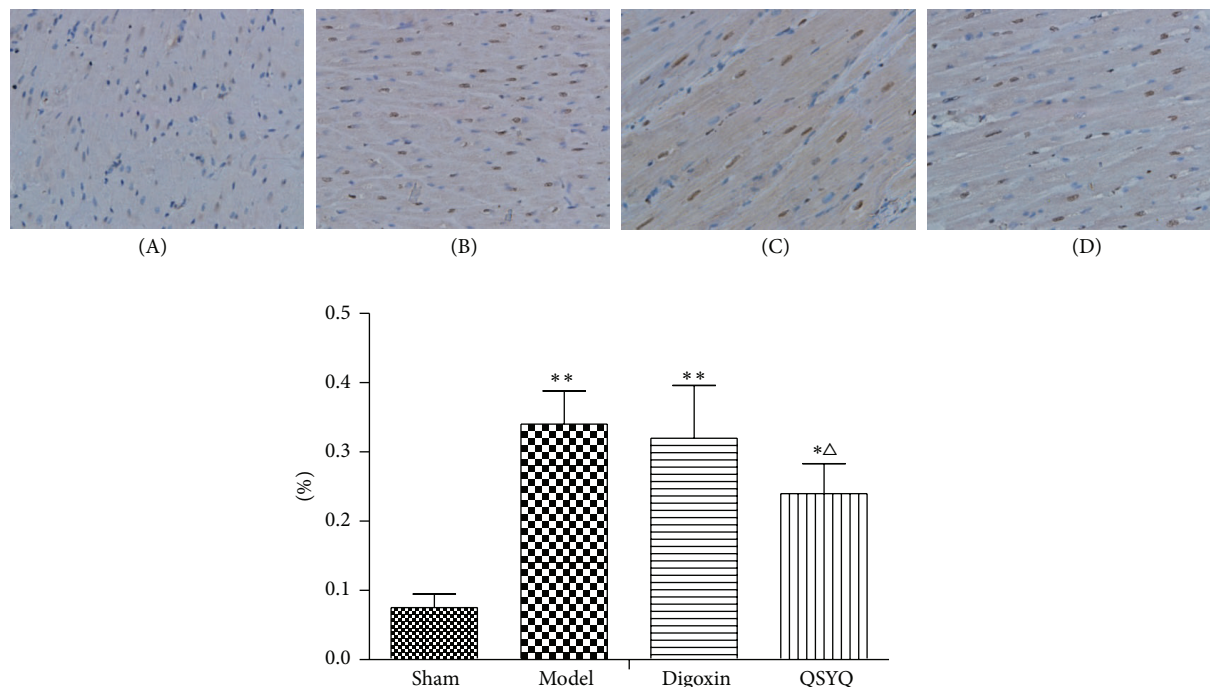 (A)
(B)
(C)
(D)
0.5
0.4
0.3
0.2
0.1
0.0
(%)
**
**
*△
Sham
Model
Digoxin
QSYQ